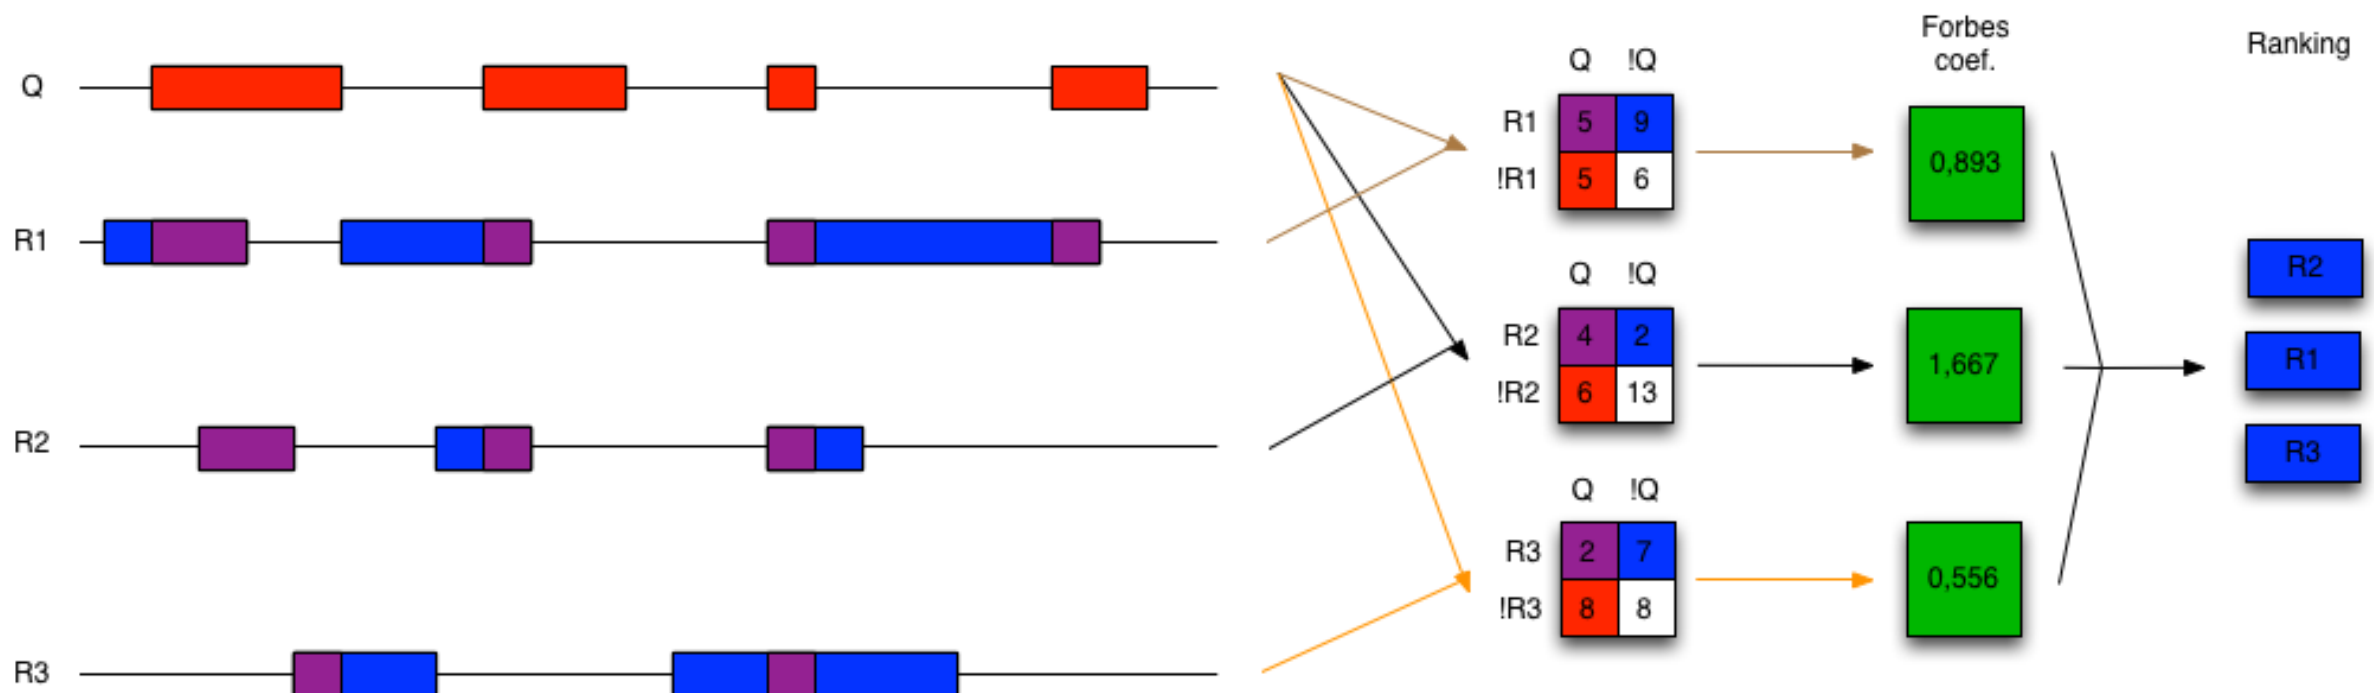 Q
R1
R2
R3
Q !Q
R1 5 9
!R1 5 6
Q !Q
R2 4 2
!R2 6 13
Q !Q
R3 2 7
!R3 8 8
Forbes
coef.
0,893
1,667
0,556
Ranking
R2
R1
R3